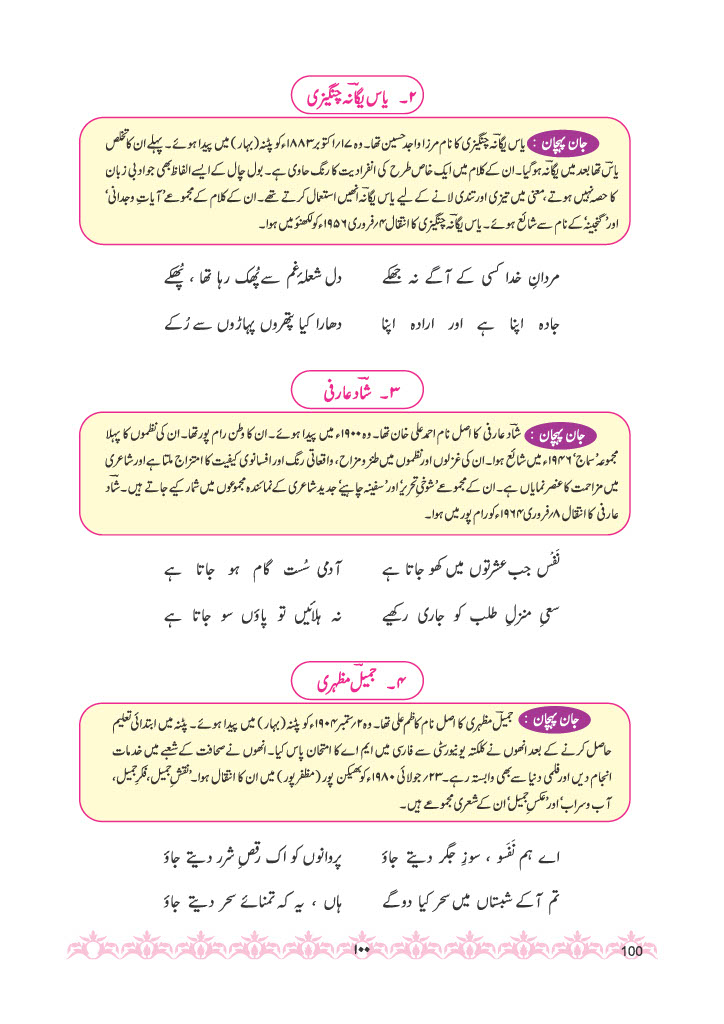 ۲۔ یاس یگانہؔ چنگیزی
جان پہچان : یاس یگانہؔ چنگیزی کا نام مرزا واجد حسین تھا۔ وہ ۱۷؍ اکتوبر ۱۸۸۳ء کو پٹنہ (بہار) میں پیدا ہوئے۔ پہلے ان کا تخلص
یاسؔ تھا بعد میں یگانہؔ ہو گیا۔ ان کے کلام میں ایک خاص طرح کی انفرادیت کا رنگ حاوی ہے۔ بول چال کے ایسے الفاظ بھی جو ادبی زبان
کا حصہ نہیں ہوتے، معنی میں تیزی اور تندی لانے کے لیے یاس یگانہؔ انھیں استعمال کرتے تھے۔ ان کے کلام کے مجموعے ’آیاتِ وجدانی‘
اور ’گنجینہ‘ کے نام سے شائع ہوئے۔ یاس یگانہؔ چنگیزی کا انتقال ۴؍ فروری ۱۹۵۶ء کو لکھنؤ میں ہوا۔
مردانِ خدا کسی کے آگے نہ جھکے دل شعلۂ غم سے پُھک رہا تھا ، پُھکے
جادہ اپنا ہے اور ارادہ اپنا دھارا کیا پتھروں پہاڑوں سے رُکے
۳۔ شادؔ عارفی
جان پہچان : شادؔ عارفی کا اصل نام احمد علی خان تھا۔ وہ ۱۹۰۰ء میں پیدا ہوئے۔ ان کا وطن رام پور تھا۔ ان کی نظموں کا پہلا
مجموعہ ’سماج‘ ۱۹۴۶ء میں شائع ہوا۔ ان کی غزلوں اور نظموں میں طنز و مزاح، واقعاتی رنگ اور افسانوی کیفیت کا امتزاج ملتا ہے اور شاعری
میں مزاحمت کا عنصر نمایاں ہے۔ ان کے مجموعے ’شوخیِ تحریر‘ اور ’سفینہ چاہیے‘ جدید شاعری کے نمائندہ مجموعوں میں شمار کیے جاتے ہیں۔ شادؔ
عارفی کا انتقال ۸؍ فروری ۱۹۶۴ء کو رام پور میں ہوا۔
نَفَس جب عشرتوں میں کھو جاتا ہے آدمی سُست گام ہو جاتا ہے
سعیِ منزلِ طلب کو جاری رکھیے نہ ہلائیں تو پاؤں سو جاتا ہے
۴۔ جمیلؔ مظہری
جان پہچان : جمیلؔ مظہری کا اصل نام کاظم علی تھا۔ وہ ۲؍ ستمبر ۱۹۰۴ء کو پٹنہ (بہار) میں پیدا ہوئے۔ پٹنہ میں ابتدائی تعلیم
حاصل کرنے کے بعد انھوں نے کلکتہ یونیورسٹی سے فارسی میں ایم اے کا امتحان پاس کیا۔ انھوں نے صحافت کے شعبے میں خدمات
انجام دیں اور فلمی دنیا سے بھی وابستہ رہے۔ ۲۳؍ جولائی ۱۹۸۰ء کو بھیکن پور (مظفر پور) میں ان کا انتقال ہوا۔ ’نقشِ جمیل، فکرِ جمیل،
آب و سراب‘ اور ’عکسِ جمیل‘ ان کے شعری مجموعے ہیں۔
اے ہم نَفَسو ، سوزِ جگر دیتے جاؤ پروانوں کو اک رقصِ شرر دیتے جاؤ
تم آ کے شبستاں میں سحر کیا دو گے ہاں ، یہ کہ تمنائے سحر دیتے جاؤ
۱۰۰
100